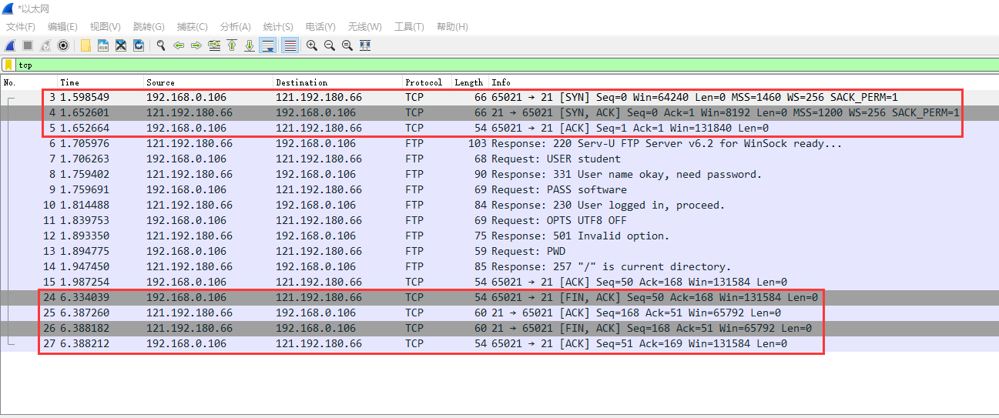 *以太网
文件(F) 编辑(E) 视图(V) 跳转(G) 捕获(C) 分析(A) 统计(S) 电话(Y) 无线(W) 工具(T) 帮助(H)
tcp
No. Time Source Destination Protocol Length Info
3 1.598549 192.168.0.106 121.192.180.66 TCP 66 65021 → 21 [SYN] Seq=0 Win=64240 Len=0 MSS=1460 WS=256 SACK_PERM=1
4 1.652601 121.192.180.66 192.168.0.106 TCP 66 21 → 65021 [SYN, ACK] Seq=0 Ack=1 Win=8192 Len=0 MSS=1200 WS=256 SACK_PERM=1
5 1.652664 192.168.0.106 121.192.180.66 TCP 54 65021 → 21 [ACK] Seq=1 Ack=1 Win=131840 Len=0
6 1.705976 121.192.180.66 192.168.0.106 FTP 103 Response: 220 Serv-U FTP Server v6.2 for WinSock ready...
7 1.706263 192.168.0.106 121.192.180.66 FTP 68 Request: USER student
8 1.759402 121.192.180.66 192.168.0.106 FTP 90 Response: 331 User name okay, need password.
9 1.759691 192.168.0.106 121.192.180.66 FTP 69 Request: PASS software
10 1.814488 121.192.180.66 192.168.0.106 FTP 84 Response: 230 User logged in, proceed.
11 1.839753 192.168.0.106 121.192.180.66 FTP 69 Request: OPTS UTF8 OFF
12 1.893350 121.192.180.66 192.168.0.106 FTP 75 Response: 501 Invalid option.
13 1.894775 192.168.0.106 121.192.180.66 FTP 59 Request: PWD
14 1.947450 121.192.180.66 192.168.0.106 FTP 85 Response: 257 "/" is current directory.
15 1.987254 192.168.0.106 121.192.180.66 TCP 54 65021 → 21 [ACK] Seq=50 Ack=168 Win=131584 Len=0
24 6.334039 192.168.0.106 121.192.180.66 TCP 54 65021 → 21 [FIN, ACK] Seq=50 Ack=168 Win=131584 Len=0
25 6.387260 121.192.180.66 192.168.0.106 TCP 60 21 → 65021 [ACK] Seq=168 Ack=51 Win=65792 Len=0
26 6.388182 121.192.180.66 192.168.0.106 TCP 60 21 → 65021 [FIN, ACK] Seq=168 Ack=51 Win=65792 Len=0
27 6.388212 192.168.0.106 121.192.180.66 TCP 54 65021 → 21 [ACK] Seq=51 Ack=169 Win=131584 Len=0